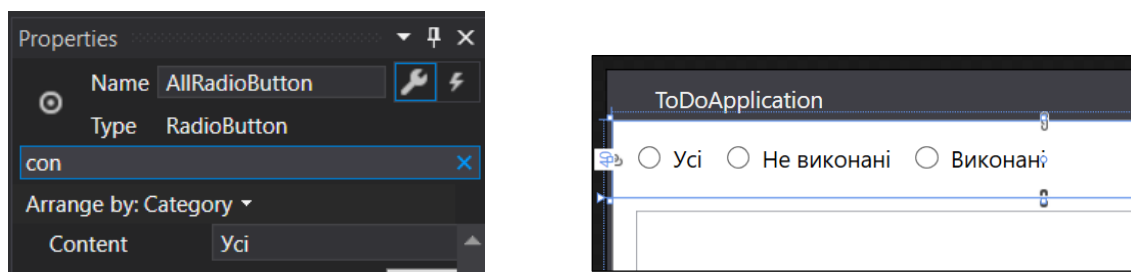 Properties
Name AllRadioButton
Type RadioButton
con
Arrange by: Category
Content Усі
ToDoApplication
Усі Не виконані Виконані